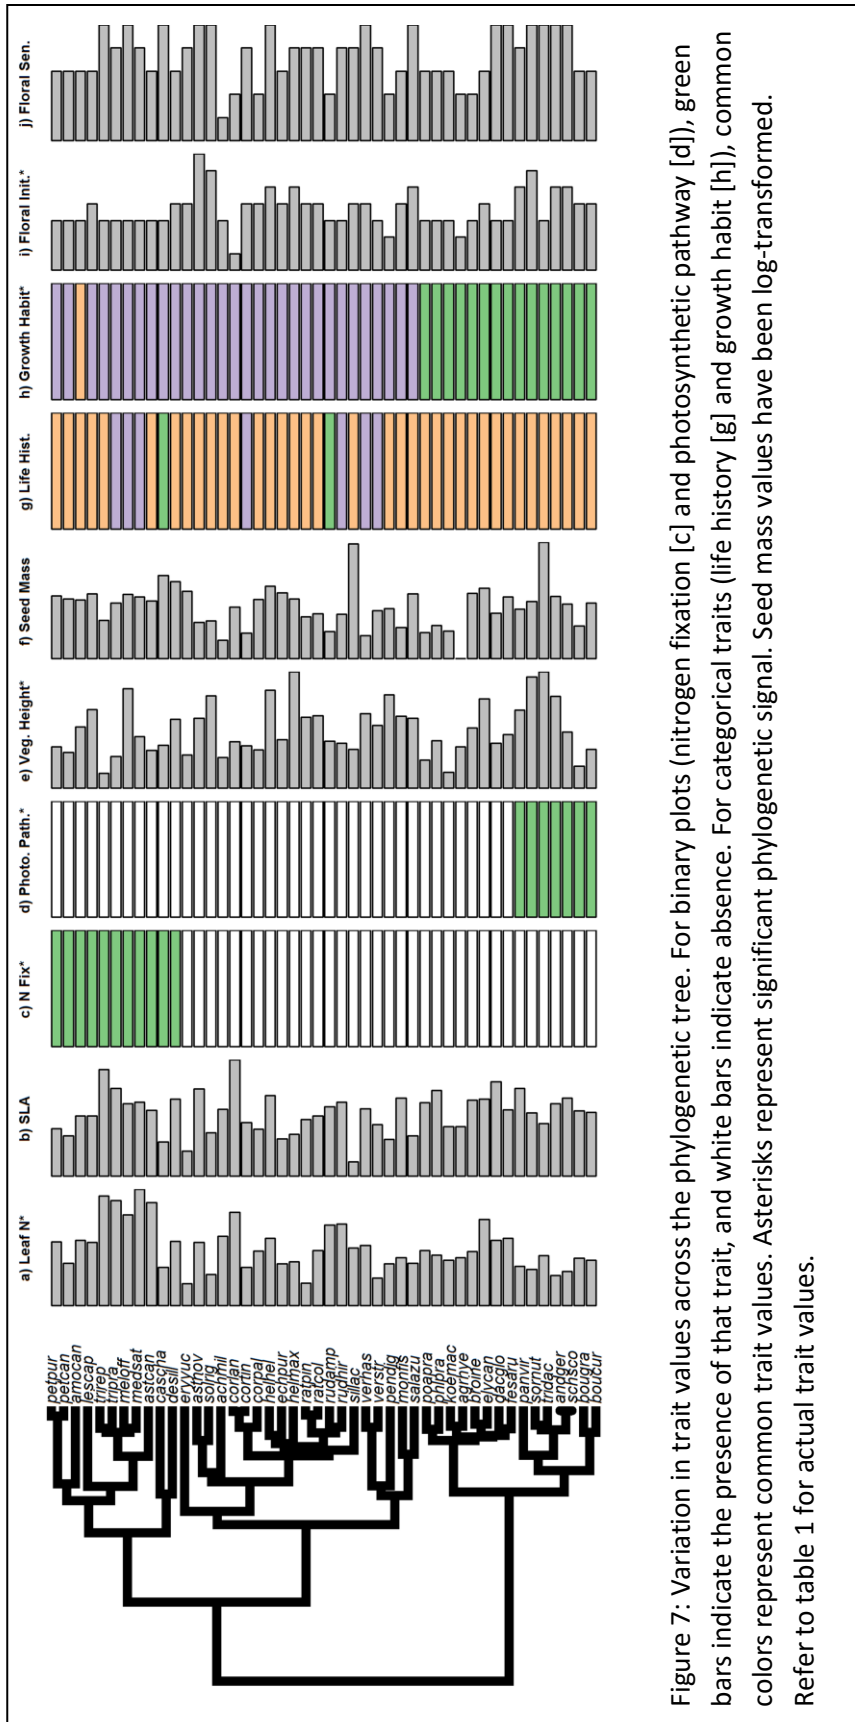 a) Leaf N* b) SLA c) N Fix* d) Photo. Path.* e) Veg. Height* f) Seed Mass g) Life Hist. h) Growth Habit* i) Floral Init.* j) Floral Sen.
petpur
petcan
amocan
lescap
trirep
tripra
meloff
medsat
astcan
cascha
desill
eryyuc
astnov
solrig
achmil
corlan
cortin
corpal
helhel
echpur
helmax
ratpin
ratcol
rudamp
rudhir
sillac
verhas
verstr
pendig
monfis
salazu
poapra
phlpra
koemac
broine
elycan
dacglo
fesaru
panvir
sornut
tridac
andger
schsco
bougra
boucur
Figure 7: Variation in trait values across the phylogenetic tree. For binary plots (nitrogen fixation [c] and photosynthetic pathway [d]), green
bars indicate the presence of that trait, and white bars indicate absence. For categorical traits (life history [g] and growth habit [h]), common
colors represent common trait values. Asterisks represent significant phylogenetic signal. Seed mass values have been log-transformed.
Refer to table 1 for actual trait values.